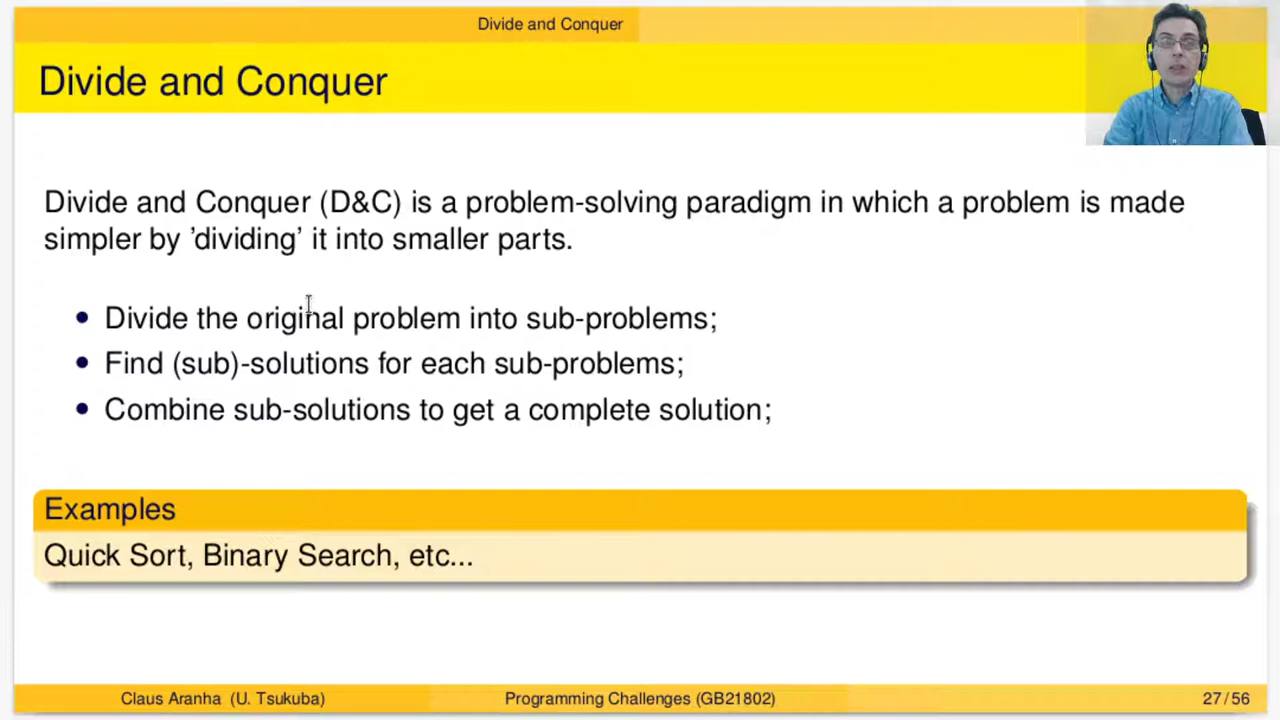 Divide and Conquer
Divide and Conquer
Divide and Conquer (D&C) is a problem-solving paradigm in which a problem is made
simpler by ’dividing’ it into smaller parts.
• Divide the original problem into sub-problems;
• Find (sub)-solutions for each sub-problems;
• Combine sub-solutions to get a complete solution;
Examples
Quick Sort, Binary Search, etc...
Claus Aranha (U. Tsukuba) Programming Challenges (GB21802) 27 / 56